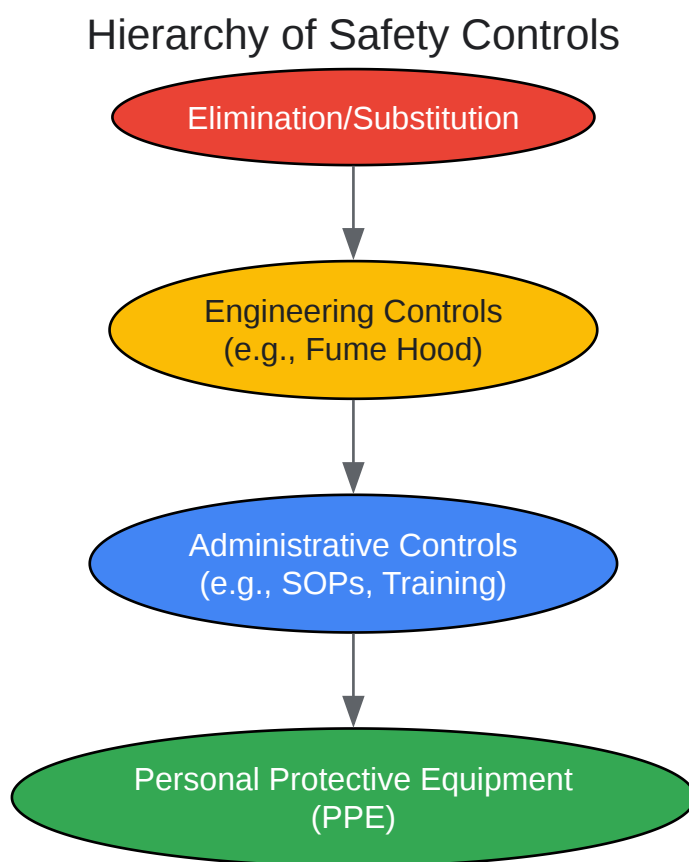 Hierarchy of Safety Controls
Elimination/Substitution
Engineering Controls
(e.g., Fume Hood)
Administrative Controls
(e.g., SOPs, Training)
Personal Protective Equipment
(PPE)